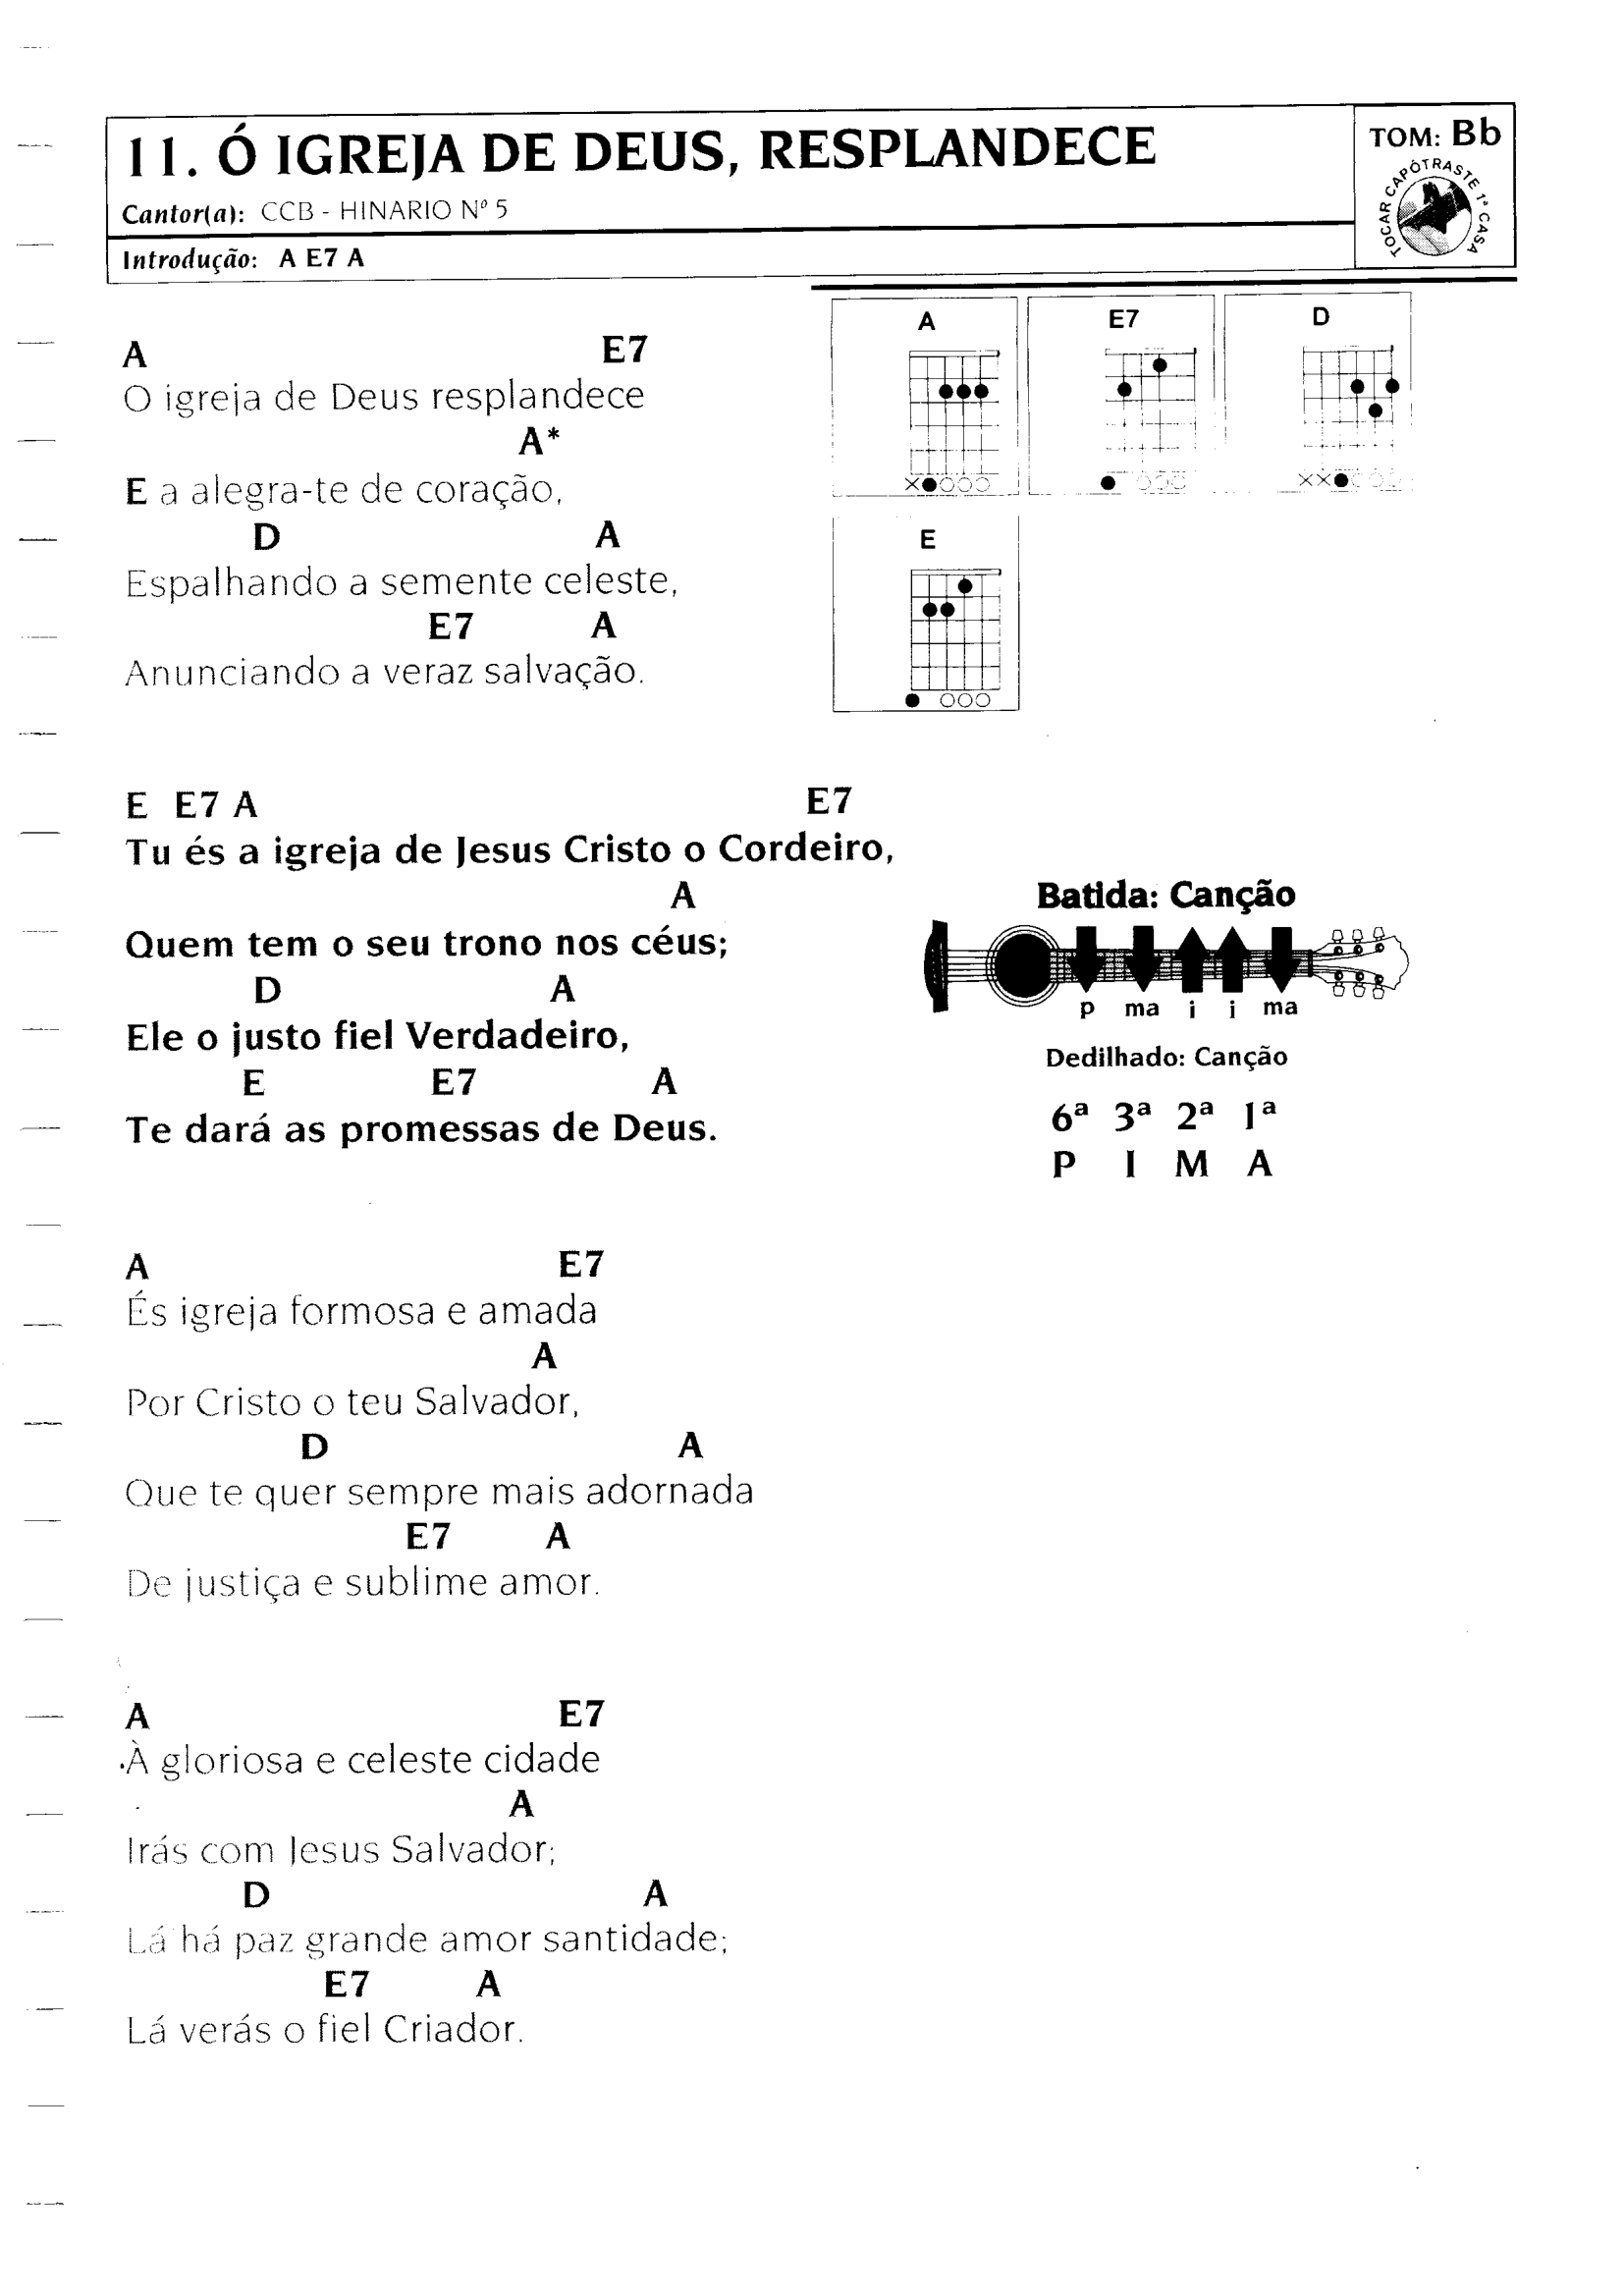 11. Ó IGREJA DE DEUS, RESPLANDECE
TOM: Bb
TOCAR CAPÓTRASTE 1ª CASA
Cantor(a): CCB - HINARIO Nº 5
Introdução: A E7 A
A E7
O igreja de Deus resplandece
A*
E a alegra-te de coração,
D A
Espalhando a semente celeste,
E7 A
Anunciando a veraz salvação.
A E7 D
E
E E7 A E7
Tu és a igreja de Jesus Cristo o Cordeiro,
A
Quem tem o seu trono nos céus;
D A
Ele o justo fiel Verdadeiro,
E E7 A
Te dará as promessas de Deus.
Batida: Canção
p ma i i ma
Dedilhado: Canção
6ª 3ª 2ª 1ª
P I M A
A E7
És igreja formosa e amada
A
Por Cristo o teu Salvador,
D A
Que te quer sempre mais adornada
E7 A
De justiça e sublime amor.
A E7
À gloriosa e celeste cidade
A
Irás com Jesus Salvador;
D A
Lá há paz grande amor santidade;
E7 A
Lá verás o fiel Criador.